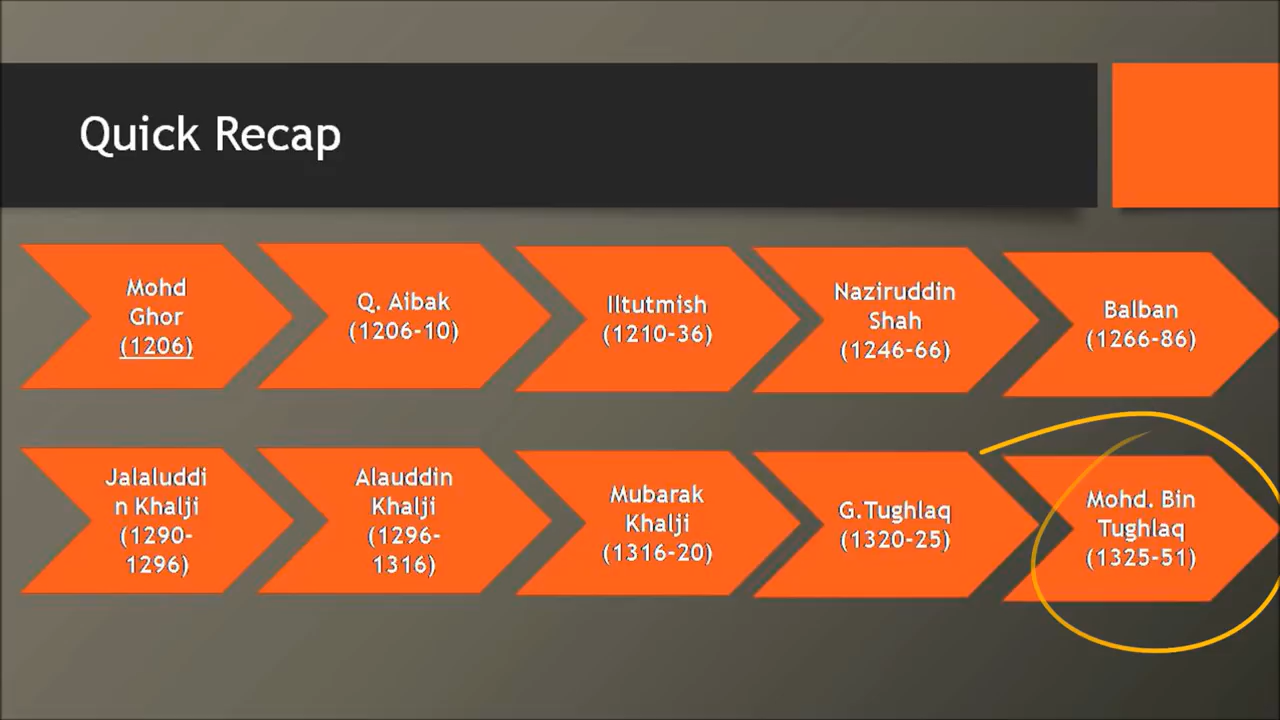 Quick Recap
Mohd
Ghor
(1206)
Q. Aibak
(1206-10)
Iltutmish
(1210-36)
Naziruddin
Shah
(1246-66)
Balban
(1266-86)
Jalaluddi
n Khalji
(1290-
1296)
Alauddin
Khalji
(1296-
1316)
Mubarak
Khalji
(1316-20)
G.Tughlaq
(1320-25)
Mohd. Bin
Tughlaq
(1325-51)